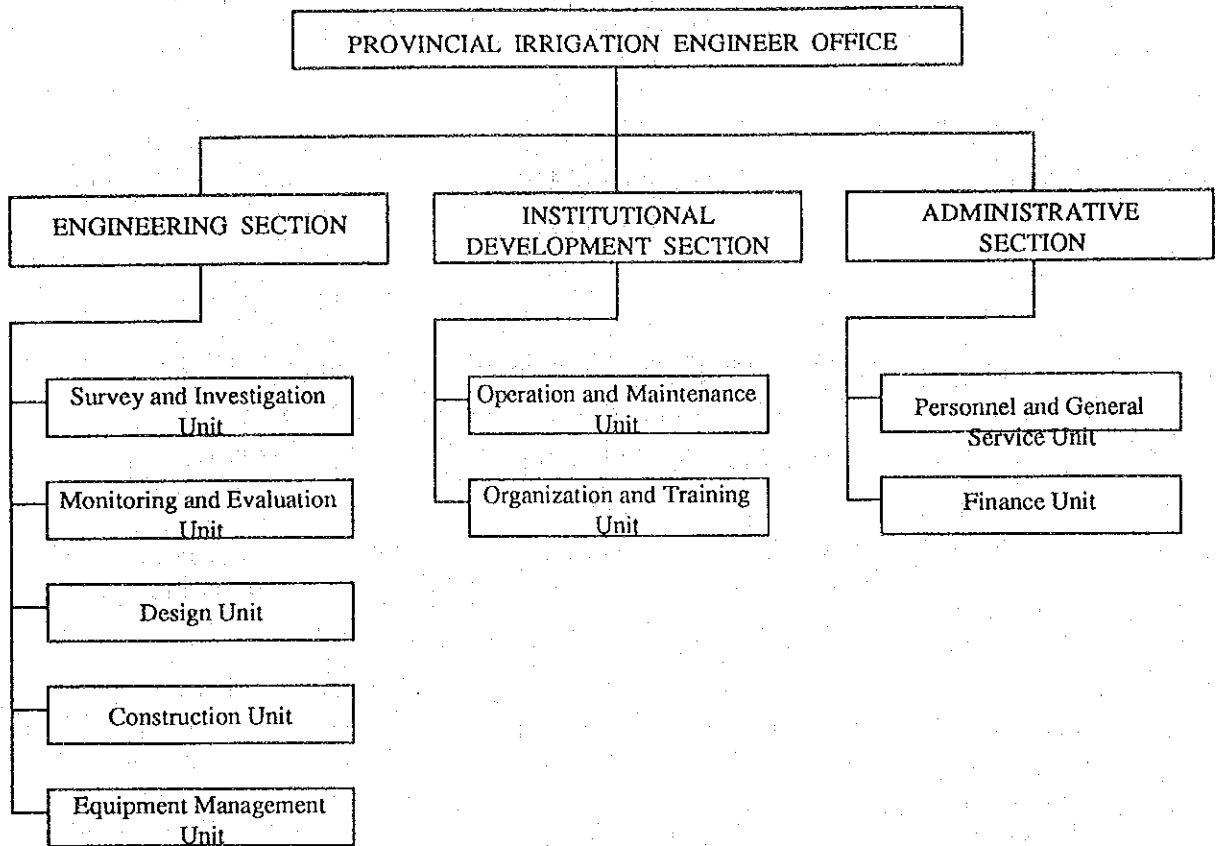 PROVINCIAL IRRIGATION ENGINEER OFFICE
ENGINEERING SECTION
INSTITUTIONAL
DEVELOPMENT SECTION
ADMINISTRATIVE
SECTION
Survey and Investigation
Unit
Monitoring and Evaluation
Unit
Design Unit
Construction Unit
Equipment Management
Unit
Operation and Maintenance
Unit
Organization and Training
Unit
Personnel and General
Service Unit
Finance Unit